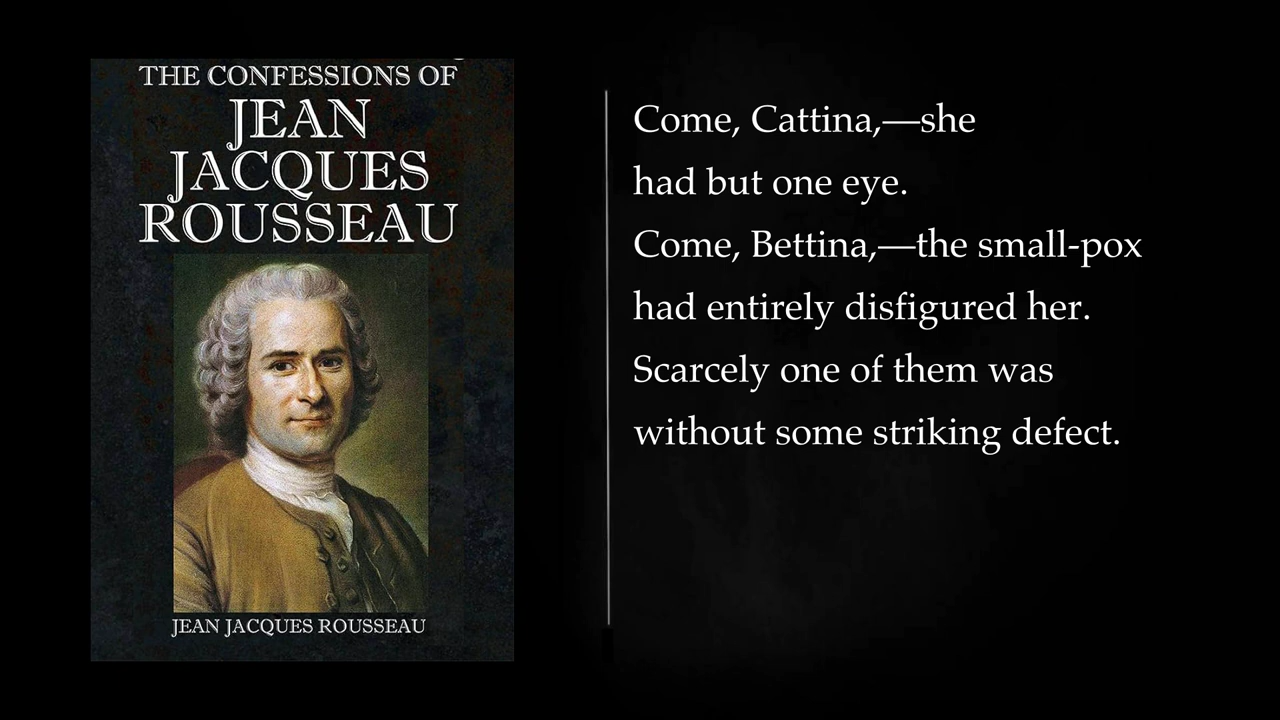 THE CONFESSIONS OF
JEAN
JACQUES
ROUSSEAU
JEAN JACQUES ROUSSEAU
Come, Cattina,—she
had but one eye.
Come, Bettina,—the small-pox
had entirely disfigured her.
Scarcely one of them was
without some striking defect.